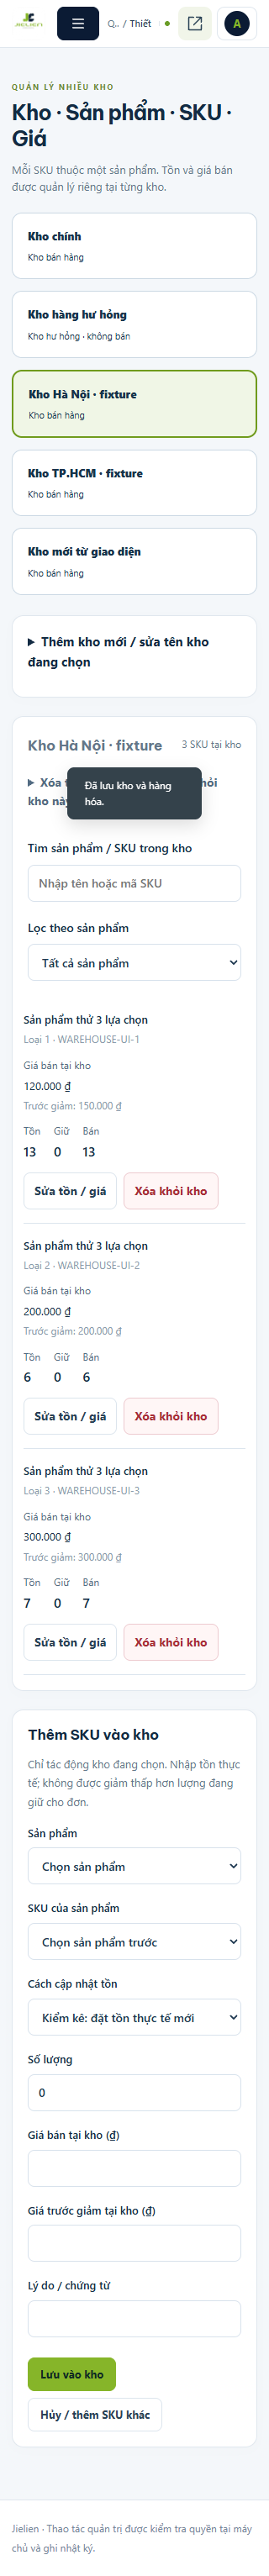 JC
JIELIEN
Q.. / Thiết
A
QUẢN LÝ NHIỀU KHO
Kho · Sản phẩm · SKU ·
Giá
Mỗi SKU thuộc một sản phẩm. Tồn và giá bán
được quản lý riêng tại từng kho.
Kho chính
Kho bán hàng
Kho hàng hư hỏng
Kho hư hỏng · không bán
Kho Hà Nội · fixture
Kho bán hàng
Kho TP.HCM · fixture
Kho bán hàng
Kho mới từ giao diện
Kho bán hàng
Thêm kho mới / sửa tên kho
đang chọn
Kho Hà Nội · fixture
3 SKU tại kho
Xóa
kho này
Đã lưu kho và hàng
hóa.
Tìm sản phẩm / SKU trong kho
Nhập tên hoặc mã SKU
Lọc theo sản phẩm
Tất cả sản phẩm
Sản phẩm thử 3 lựa chọn
Loại 1 · WAREHOUSE-UI-1
Giá bán tại kho
120.000 ₫
Trước giảm: 150.000 ₫
Tồn Giữ Bán
13 0 13
Sửa tồn / giá
Xóa khỏi kho
Sản phẩm thử 3 lựa chọn
Loại 2 · WAREHOUSE-UI-2
Giá bán tại kho
200.000 ₫
Trước giảm: 200.000 ₫
Tồn Giữ Bán
6 0 6
Sửa tồn / giá
Xóa khỏi kho
Sản phẩm thử 3 lựa chọn
Loại 3 · WAREHOUSE-UI-3
Giá bán tại kho
300.000 ₫
Trước giảm: 300.000 ₫
Tồn Giữ Bán
7 0 7
Sửa tồn / giá
Xóa khỏi kho
Thêm SKU vào kho
Chỉ tác động kho đang chọn. Nhập tồn thực
tế; không được giảm thấp hơn lượng đang
giữ cho đơn.
Sản phẩm
Chọn sản phẩm
SKU của sản phẩm
Chọn sản phẩm trước
Cách cập nhật tồn
Kiểm kê: đặt tồn thực tế mới
Số lượng
0
Giá bán tại kho (₫)
Giá trước giảm tại kho (₫)
Lý do / chứng từ
Lưu vào kho
Hủy / thêm SKU khác
Jielien · Thao tác quản trị được kiểm tra quyền tại máy
chủ và ghi nhật ký.